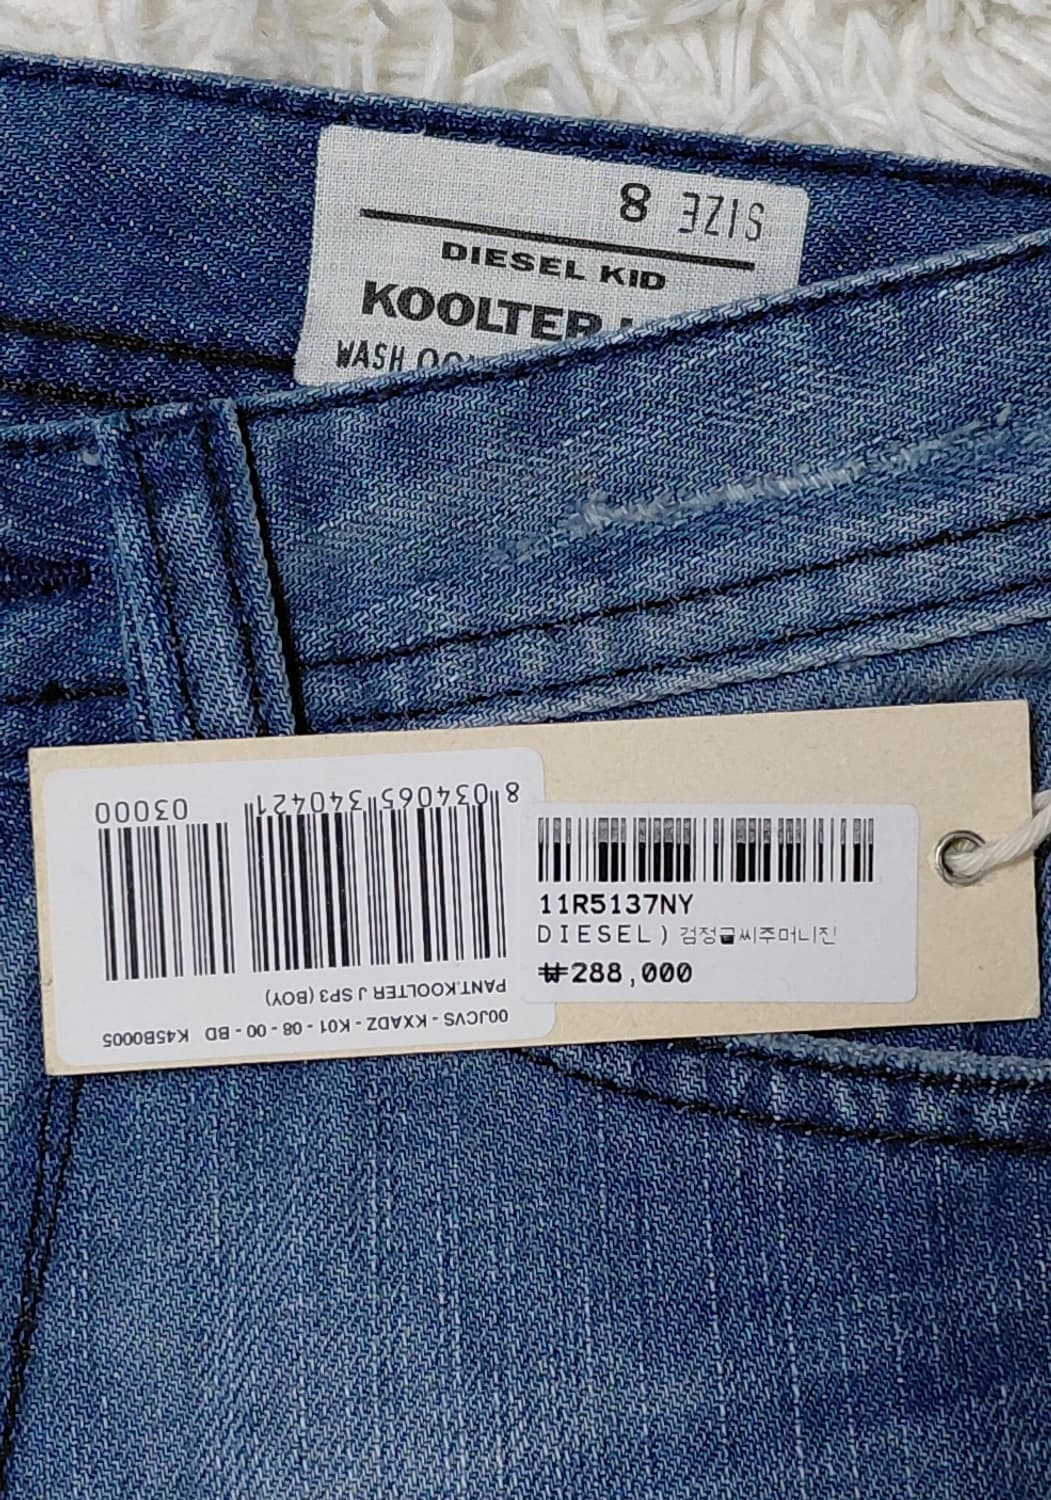 SIZE 8
DIESEL KID
KOOLTER
WASH
8 034065 340421 03000
PANT.KOOLTER J SP3 (BOY)
00JCVS - KXADZ - K01 - 08 - 00 - BD K45B0005
11R5137NY
DIESEL) 검정글씨주머니진
₩288,000